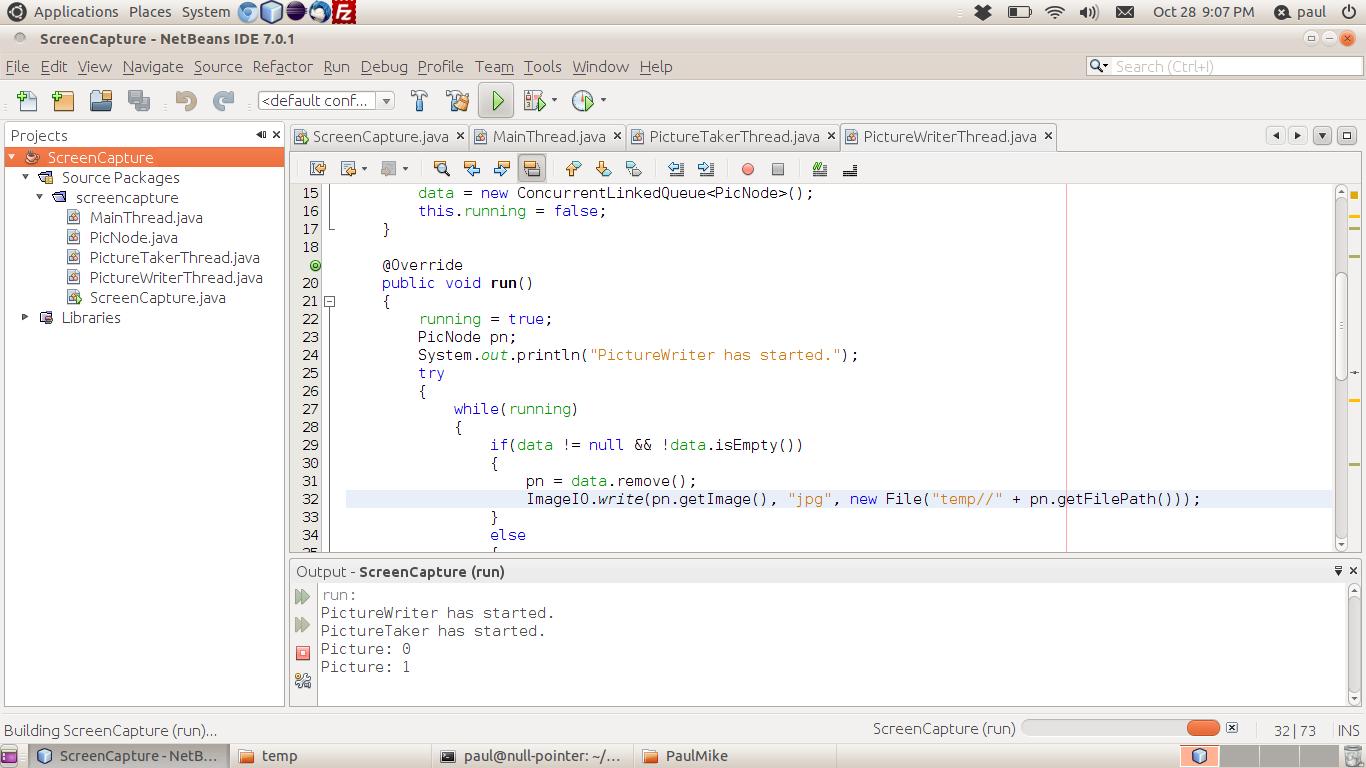 Applications Places System Oct 28 9:07 PM paul
ScreenCapture - NetBeans IDE 7.0.1
File Edit View Navigate Source Refactor Run Debug Profile Team Tools Window Help Search (Ctrl+I)
<default conf...
Projects
ScreenCapture
Source Packages
screencapture
MainThread.java
PicNode.java
PictureTakerThread.java
PictureWriterThread.java
ScreenCapture.java
Libraries
ScreenCapture.java MainThread.java PictureTakerThread.java PictureWriterThread.java
15 data = new ConcurrentLinkedQueue<PicNode>();
16 this.running = false;
17 }
18
@Override
20 public void run()
21 {
22 running = true;
23 PicNode pn;
24 System.out.println("PictureWriter has started.");
25 try
26 {
27 while(running)
28 {
29 if(data != null && !data.isEmpty())
30 {
31 pn = data.remove();
32 ImageIO.write(pn.getImage(), "jpg", new File("temp//" + pn.getFilePath()));
33 }
34 else
35 {
Output - ScreenCapture (run)
run:
PictureWriter has started.
PictureTaker has started.
Picture: 0
Picture: 1
Building ScreenCapture (run)... ScreenCapture (run) 32|73 INS
ScreenCapture - NetB... temp paul@null-pointer: ~/... PaulMike